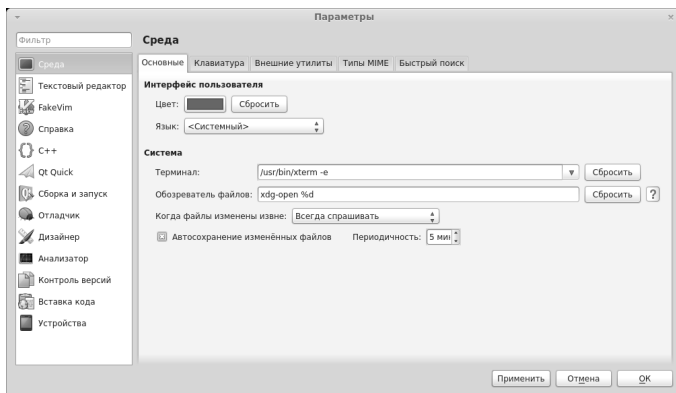 Параметры
Фильтр
Среда
Текстовый редактор
FakeVim
Справка
C++
Qt Quick
Сборка и запуск
Отладчик
Дизайнер
Анализатор
Контроль версий
Вставка кода
Устройства
Среда
Основные Клавиатура Внешние утилиты Типы MIME Быстрый поиск
Интерфейс пользователя
Цвет: Сбросить
Язык: <Системный>
Система
Терминал: /usr/bin/xterm -e Сбросить
Обозреватель файлов: xdg-open %d Сбросить ?
Когда файлы изменены извне: Всегда спрашивать
Автосохранение изменённых файлов Периодичность: 5 мин
Применить Отмена OK